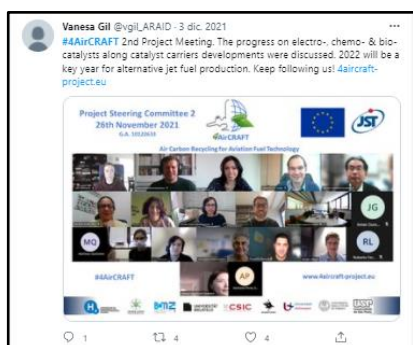 Vanesa Gil @vgil_ARAID · 3 dic. 2021
#4AirCRAFT 2nd Project Meeting. The progress on electro-, chemo- & bio-
catalysts along catalyst carriers developments were discussed. 2022 will be a
key year for alternative jet fuel production. Keep following us! 4aircraft-
project.eu
Project Steering Committee 2
26th November 2021
4AirCRAFT
JST
Air Carbon Recycling for Aviation Fuel Technology
JG
MQ
RL
AP
#4AirCRAFT
www.4aircraft-project.eu
CSIC
1
4
4